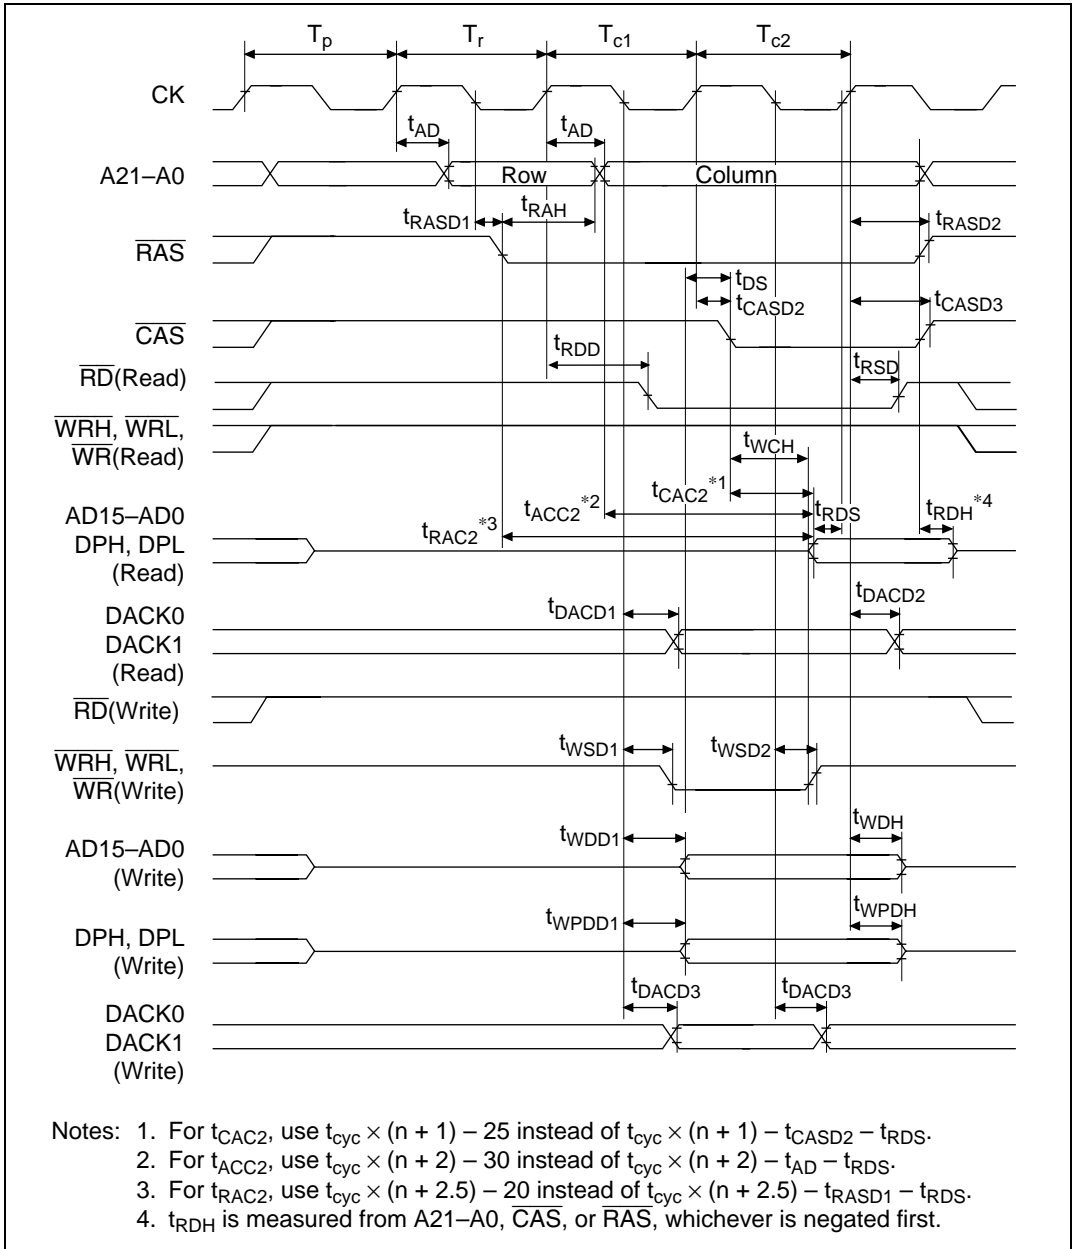 Tp Tr Tc1 Tc2
CK
tAD tAD
A21–A0 Row Column
tRASD1 tRAH tRASD2
RAS
tDS
tCASD2 tCASD3
CAS
tRDD tRSD
RD(Read)
WRH, WRL,
WR(Read)
tWCH
tCAC2*1
tACC2*2
tRAC2*3
tRDS tRDH*4
AD15–AD0
DPH, DPL
(Read)
tDACD1 tDACD2
DACK0
DACK1
(Read)
RD(Write)
tWSD1 tWSD2
WRH, WRL,
WR(Write)
tWDD1 tWDH
AD15–AD0
(Write)
tWPDD1 tWPDH
DPH, DPL
(Write)
tDACD3 tDACD3
DACK0
DACK1
(Write)
Notes: 1. For tCAC2, use tcyc × (n + 1) – 25 instead of tcyc × (n + 1) – tCASD2 – tRDS.
2. For tACC2, use tcyc × (n + 2) – 30 instead of tcyc × (n + 2) – tAD – tRDS.
3. For tRAC2, use tcyc × (n + 2.5) – 20 instead of tcyc × (n + 2.5) – tRASD1 – tRDS.
4. tRDH is measured from A21–A0, CAS, or RAS, whichever is negated first.